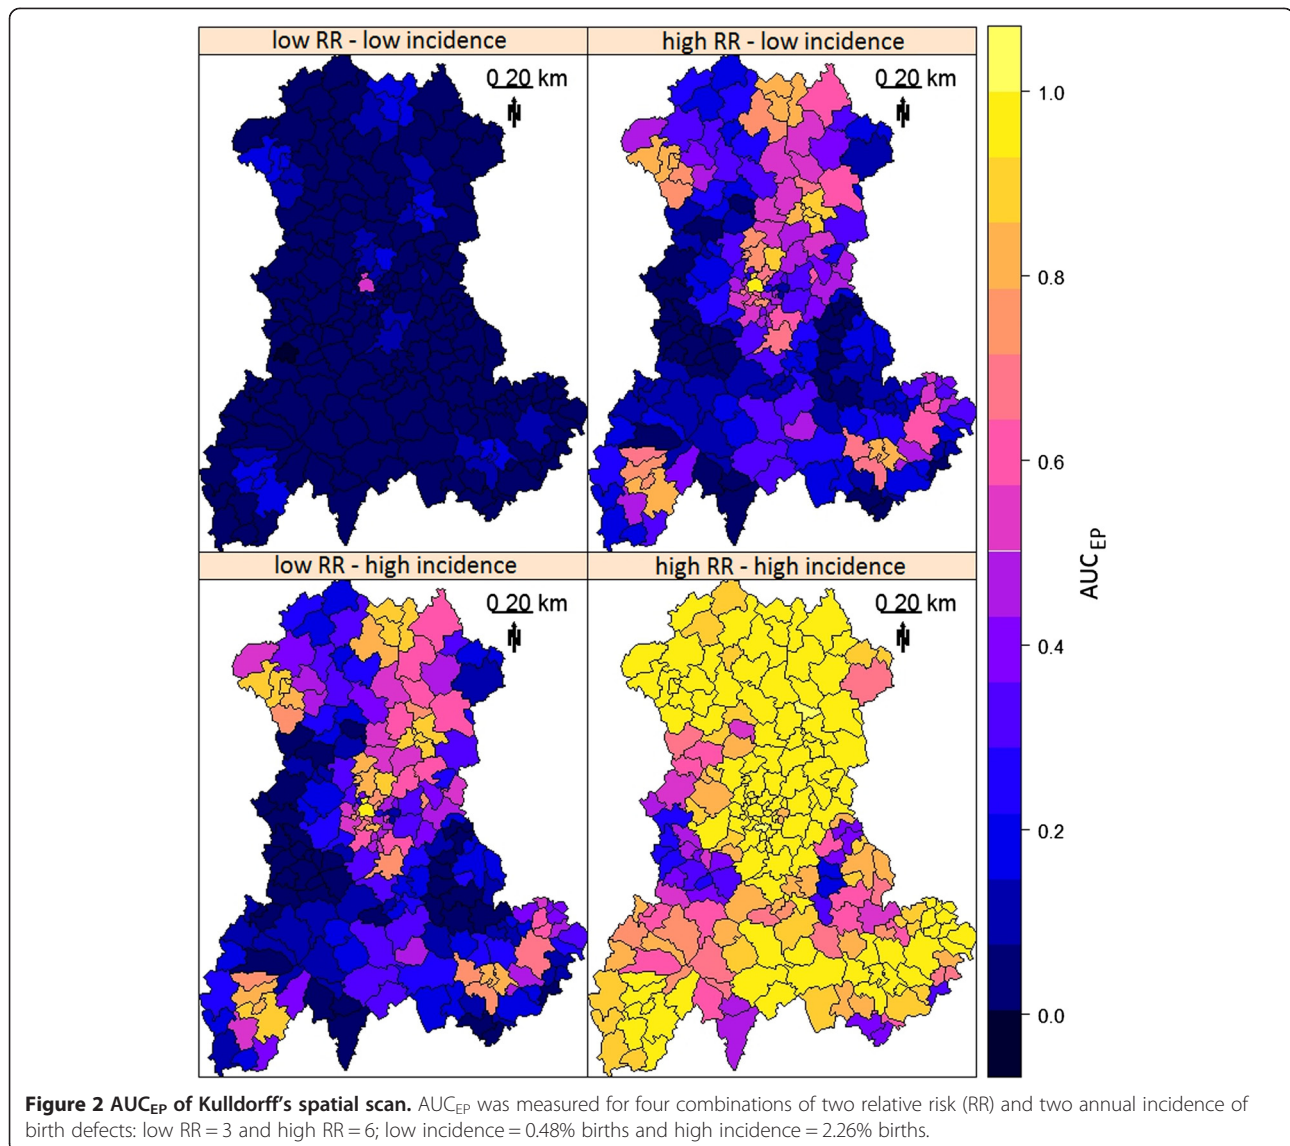 low RR - low incidence
high RR - low incidence
0 20 km
N
0 20 km
N
1.0
0.8
0.6
0.4
0.2
0.0
AUCEP
low RR - high incidence
high RR - high incidence
0 20 km
N
0 20 km
N
Figure 2 AUCEP of Kulldorff's spatial scan. AUCEP was measured for four combinations of two relative risk (RR) and two annual incidence of
birth defects: low RR = 3 and high RR = 6; low incidence = 0.48% births and high incidence = 2.26% births.